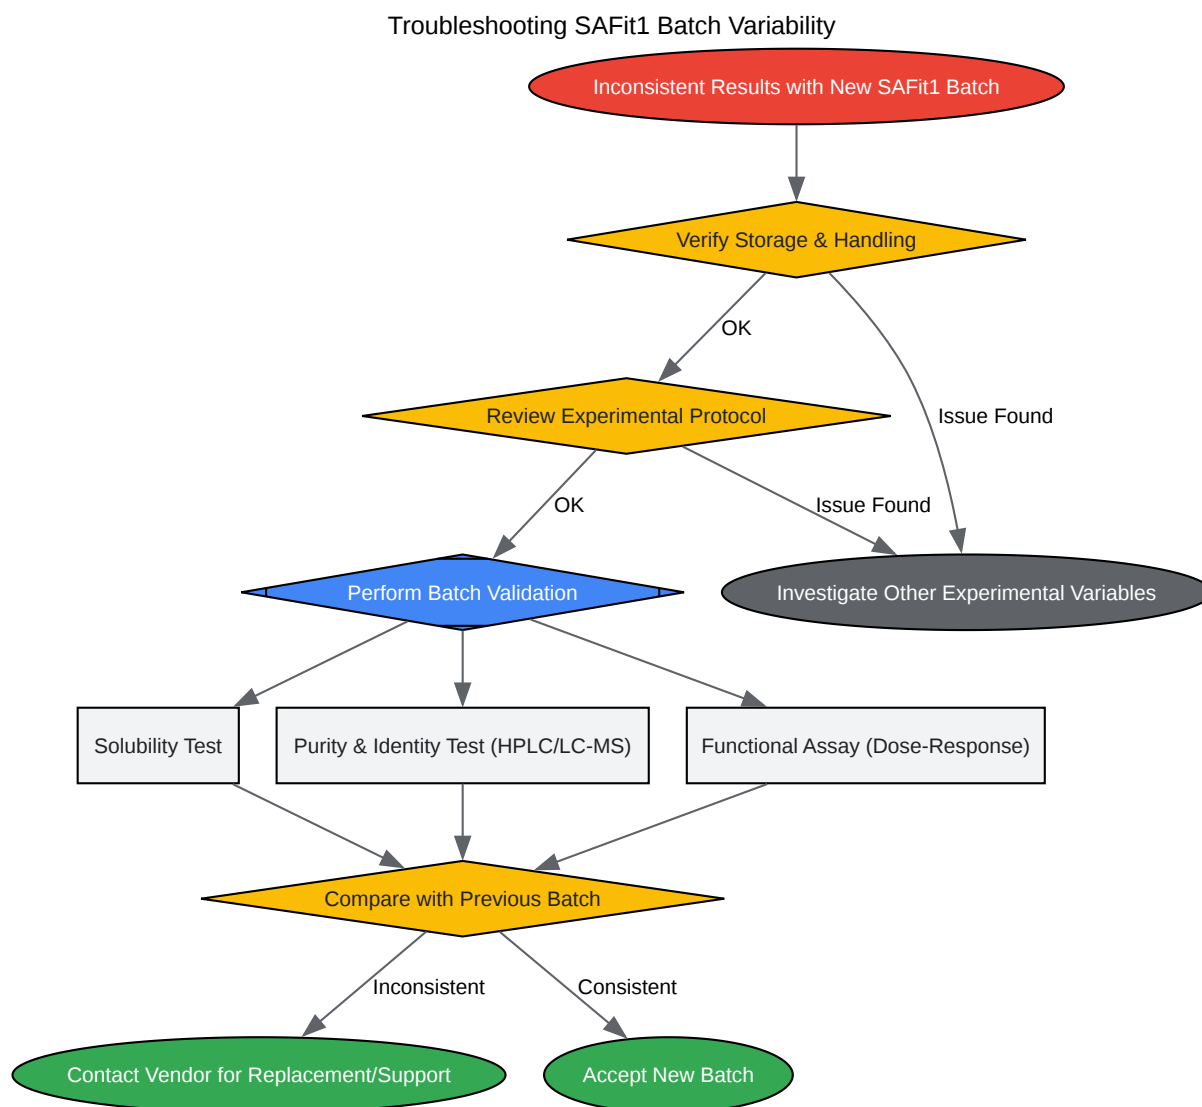 Troubleshooting SAFit1 Batch Variability
Inconsistent Results with New SAFit1 Batch
Verify Storage & Handling
OK
Review Experimental Protocol
Issue Found
OK
Issue Found
Perform Batch Validation
Investigate Other Experimental Variables
Solubility Test
Purity & Identity Test (HPLC/LC-MS)
Functional Assay (Dose-Response)
Compare with Previous Batch
Inconsistent
Consistent
Contact Vendor for Replacement/Support
Accept New Batch